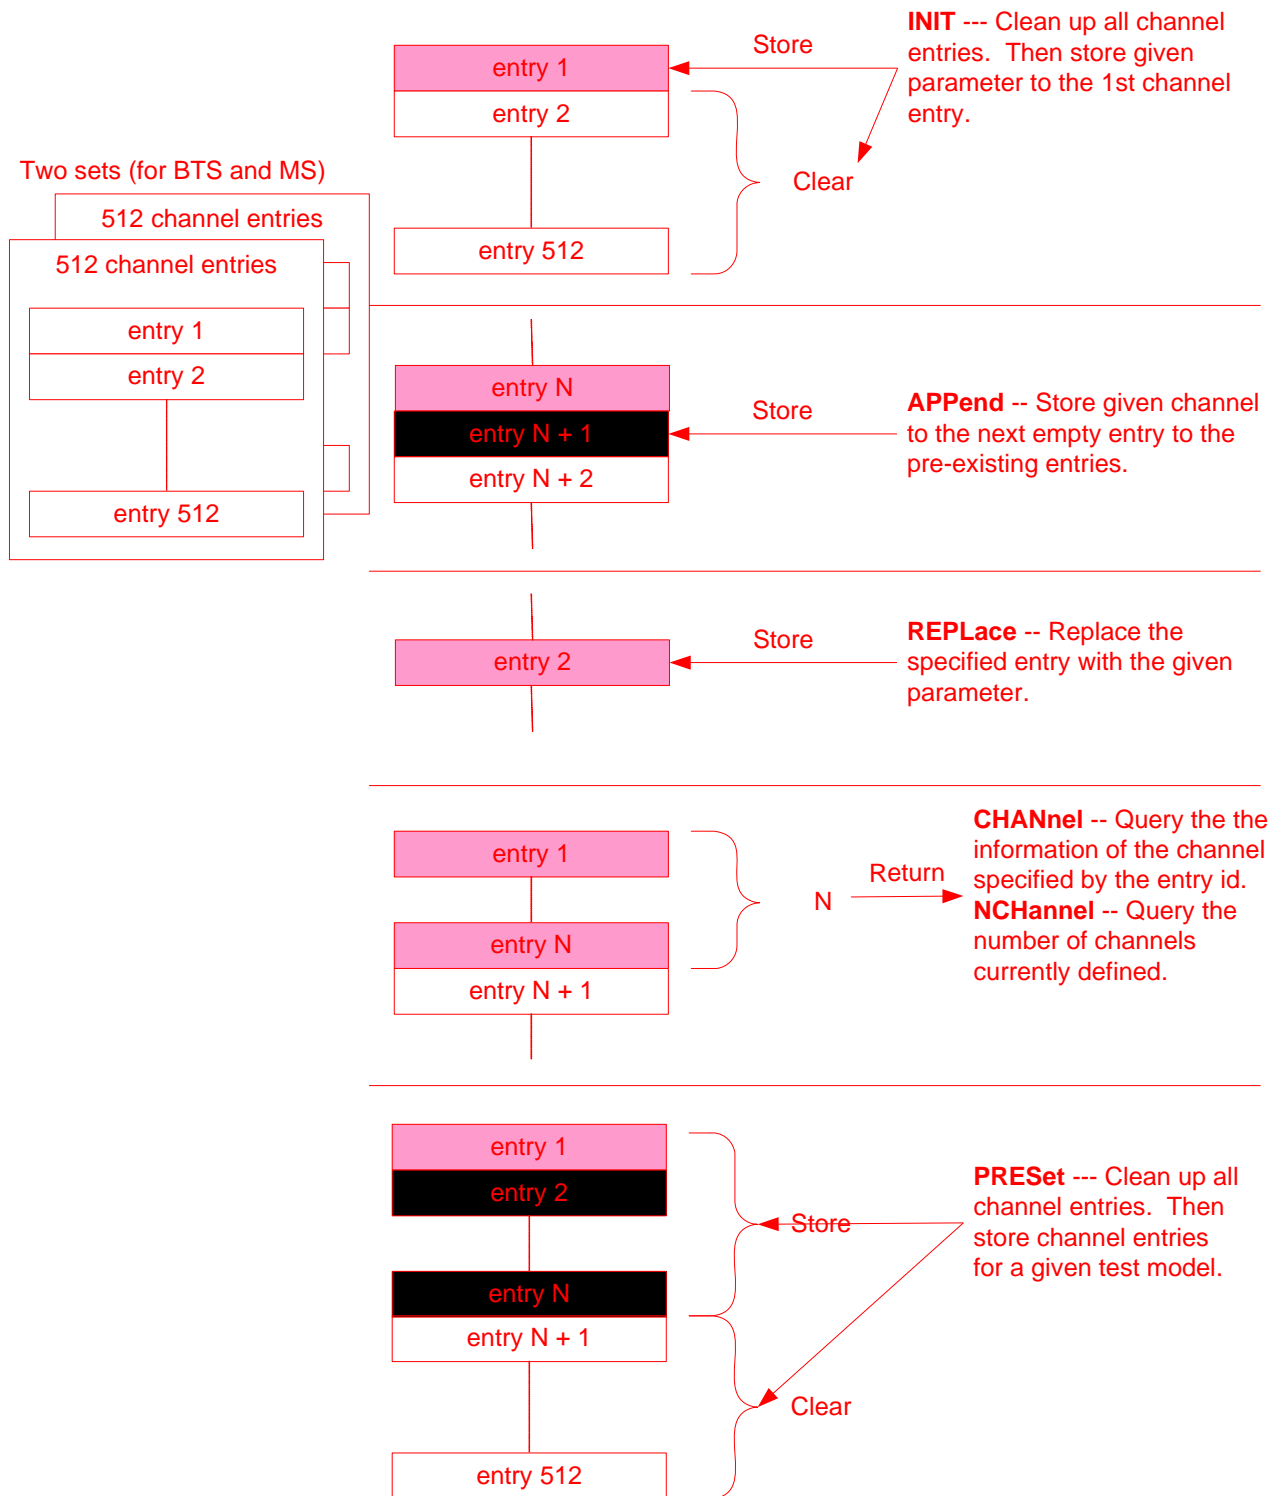 Two sets (for BTS and MS)
512 channel entries
512 channel entries
entry 1
entry 2
entry 512
entry 1
entry 2
entry 512
Store
Clear
INIT --- Clean up all channel
entries. Then store given
parameter to the 1st channel
entry.
entry N
entry N + 1
entry N + 2
Store
APPend -- Store given channel
to the next empty entry to the
pre-existing entries.
entry 2
Store
REPLace -- Replace the
specified entry with the given
parameter.
entry 1
entry N
entry N + 1
N
Return
CHANnel -- Query the the
information of the channel
specified by the entry id.
NCHannel -- Query the
number of channels
currently defined.
entry 1
entry 2
entry N
entry N + 1
entry 512
Store
Clear
PRESet --- Clean up all
channel entries. Then
store channel entries
for a given test model.